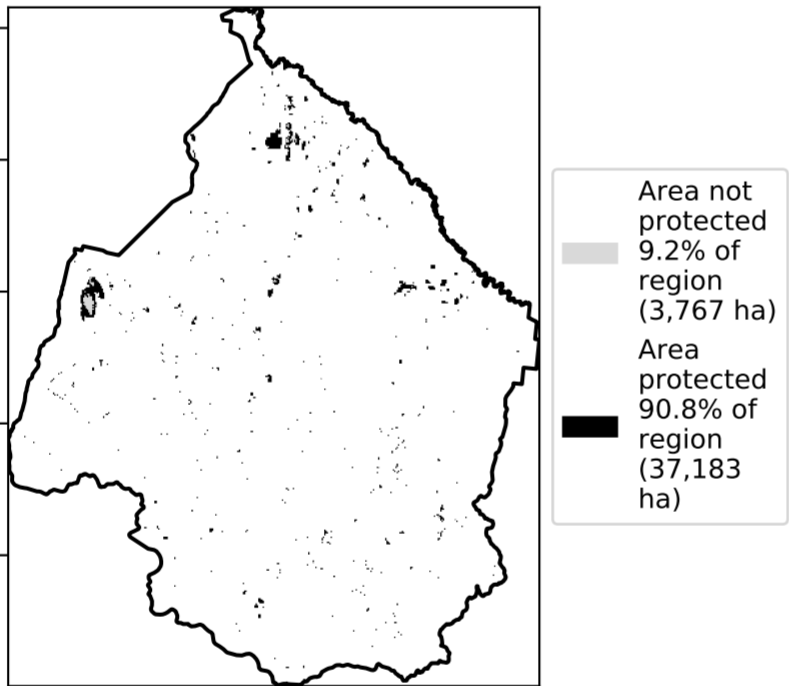 Area not
protected
9.2% of
region
(3,767 ha)
Area
protected
90.8% of
region
(37,183
ha)